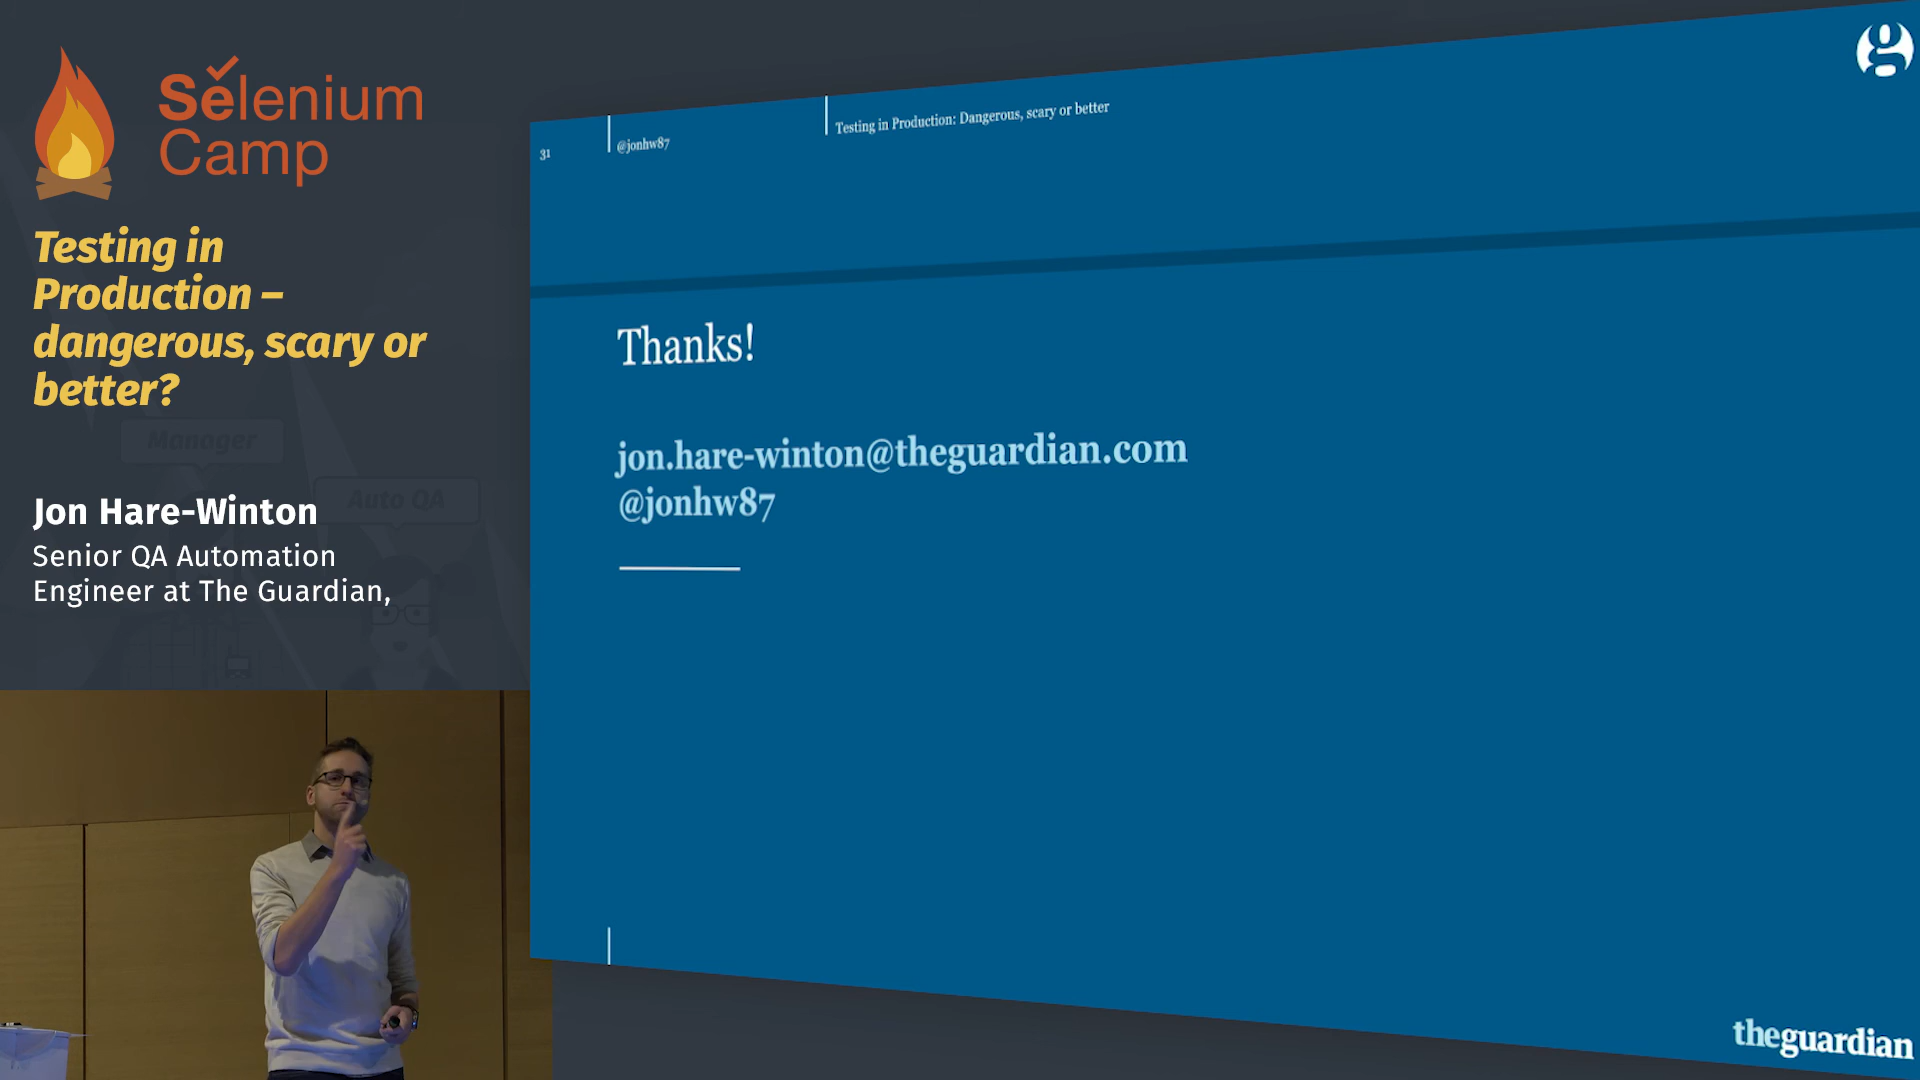 Selenium
Camp
Testing in
Production –
dangerous, scary or
better?
Manager
Auto QA
Jon Hare-Winton
Senior QA Automation
Engineer at The Guardian,
31
@jonhw87
Testing in Production: Dangerous, scary or better
Thanks!
jon.hare-winton@theguardian.com
@jonhw87
theguardian